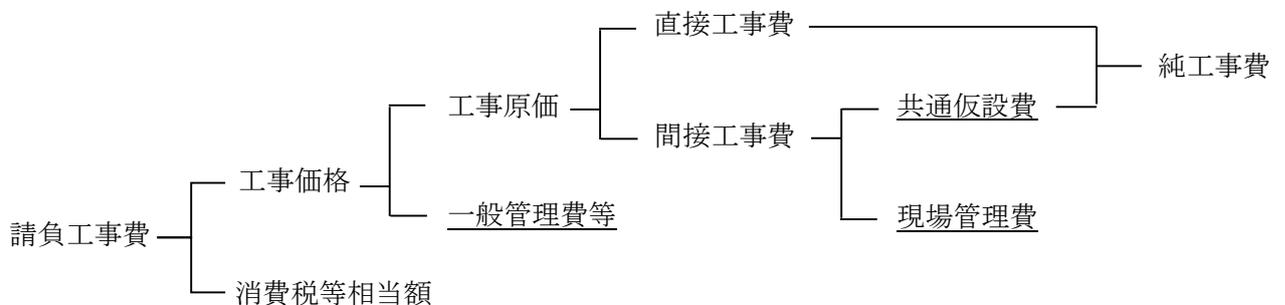 直接工事費
純工事費
工事原価
共通仮設費
間接工事費
工事価格
一般管理費等
現場管理費
請負工事費
消費税等相当額